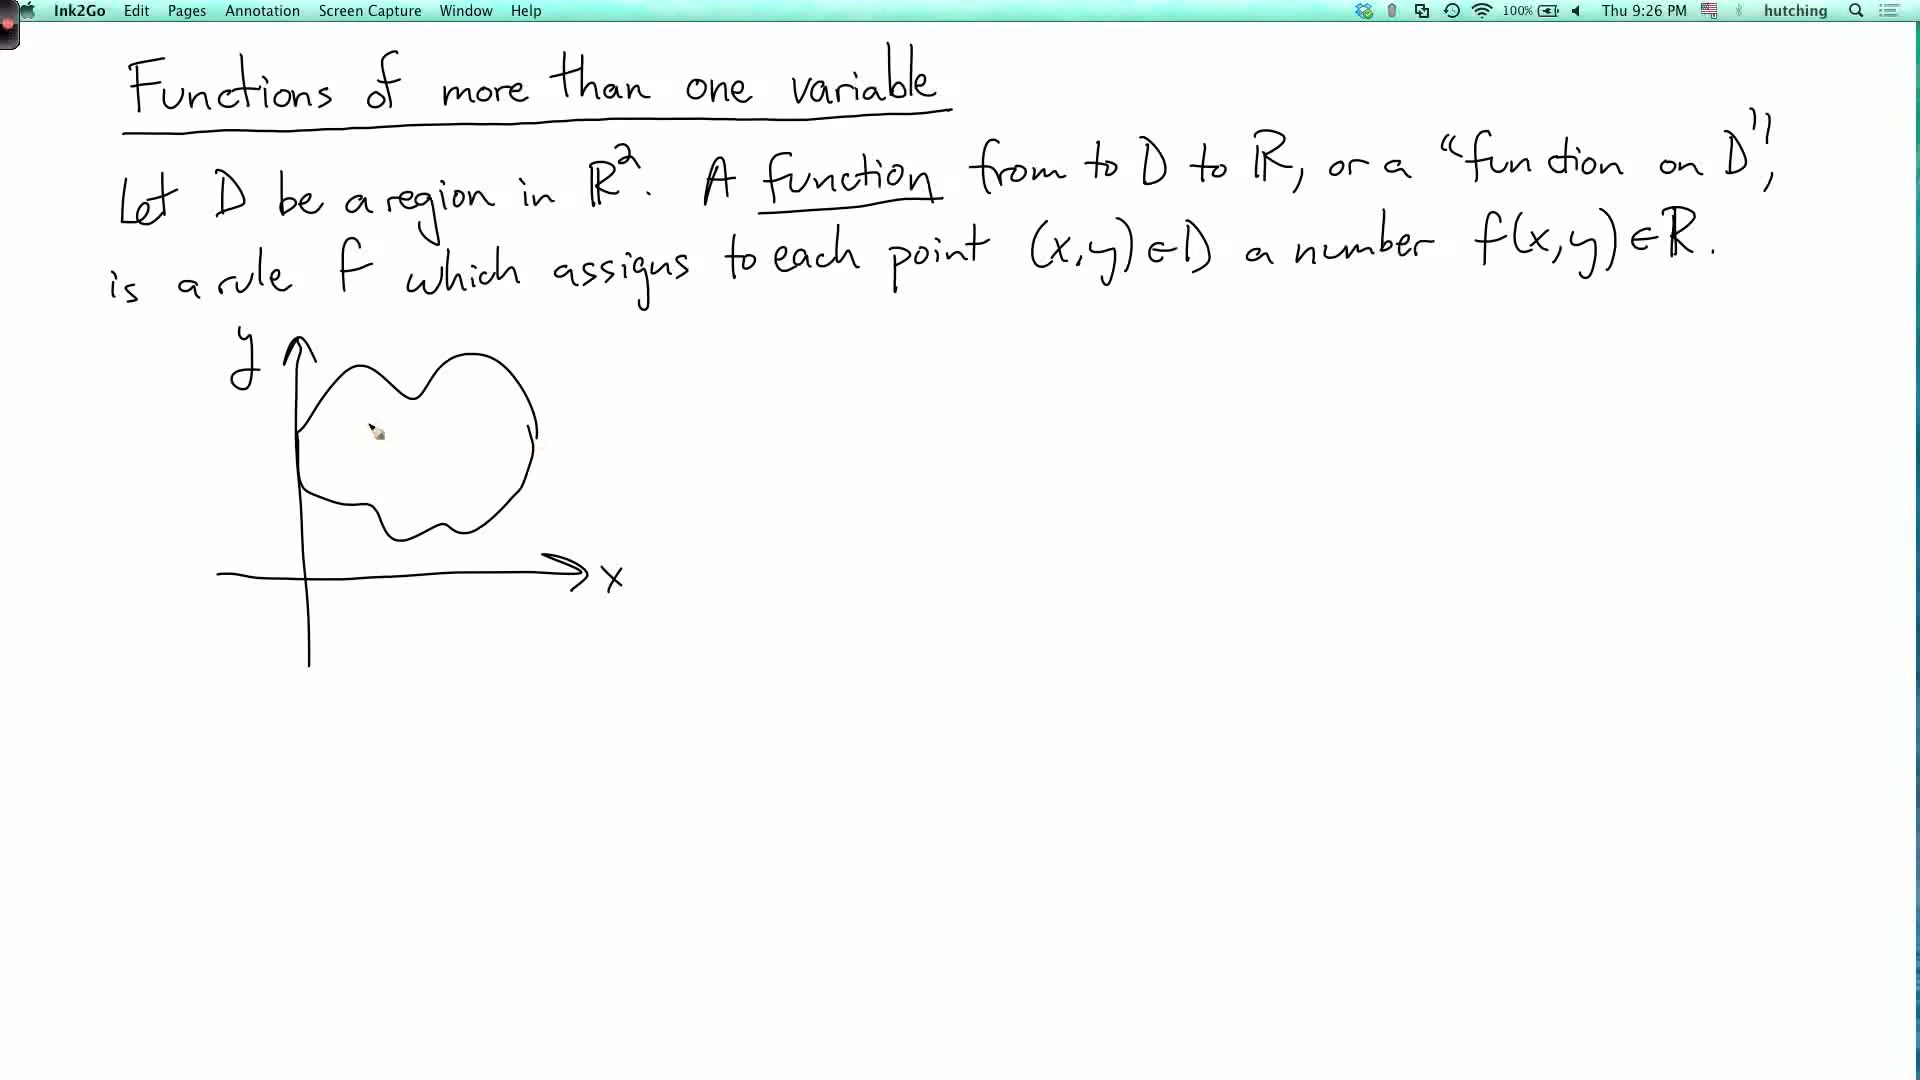 Ink2Go Edit Pages Annotation Screen Capture Window Help 100% Thu 9:26 PM hutching
Functions of more than one variable
Let D be a region in ℝ². A function from to D to ℝ, or a “function on D”,
is a rule f which assigns to each point (x,y)∈D a number f(x,y)∈ℝ.
y
x